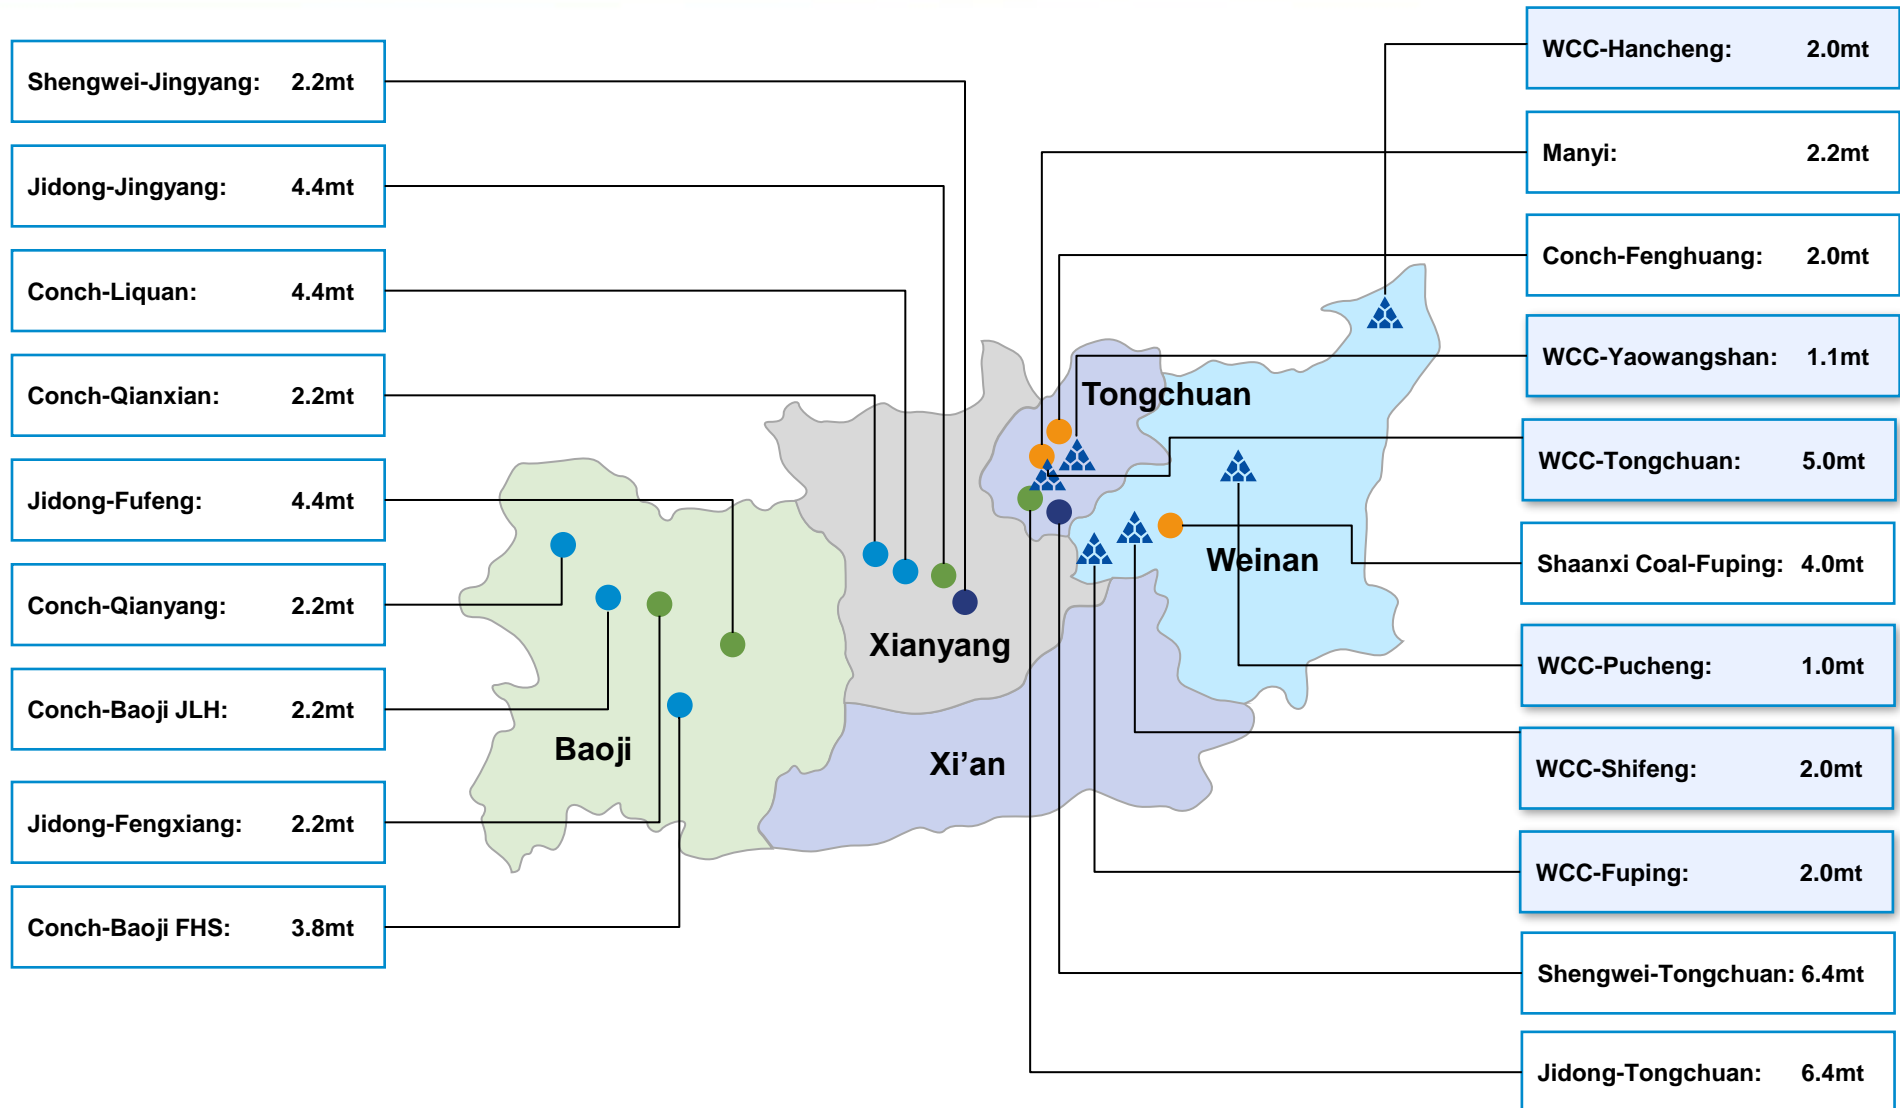 Shengwei-Jingyang: 2.2mt
Jidong-Jingyang: 4.4mt
Conch-Liquan: 4.4mt
Conch-Qianxian: 2.2mt
Jidong-Fufeng: 4.4mt
Conch-Qianyang: 2.2mt
Conch-Baoji JLH: 2.2mt
Jidong-Fengxiang: 2.2mt
Conch-Baoji FHS: 3.8mt
Tongchuan
Weinan
Xianyang
Baoji
Xi’an
WCC-Hancheng: 2.0mt
Manyi: 2.2mt
Conch-Fenghuang: 2.0mt
WCC-Yaowangshan: 1.1mt
WCC-Tongchuan: 5.0mt
Shaanxi Coal-Fuping: 4.0mt
WCC-Pucheng: 1.0mt
WCC-Shifeng: 2.0mt
WCC-Fuping: 2.0mt
Shengwei-Tongchuan: 6.4mt
Jidong-Tongchuan: 6.4mt